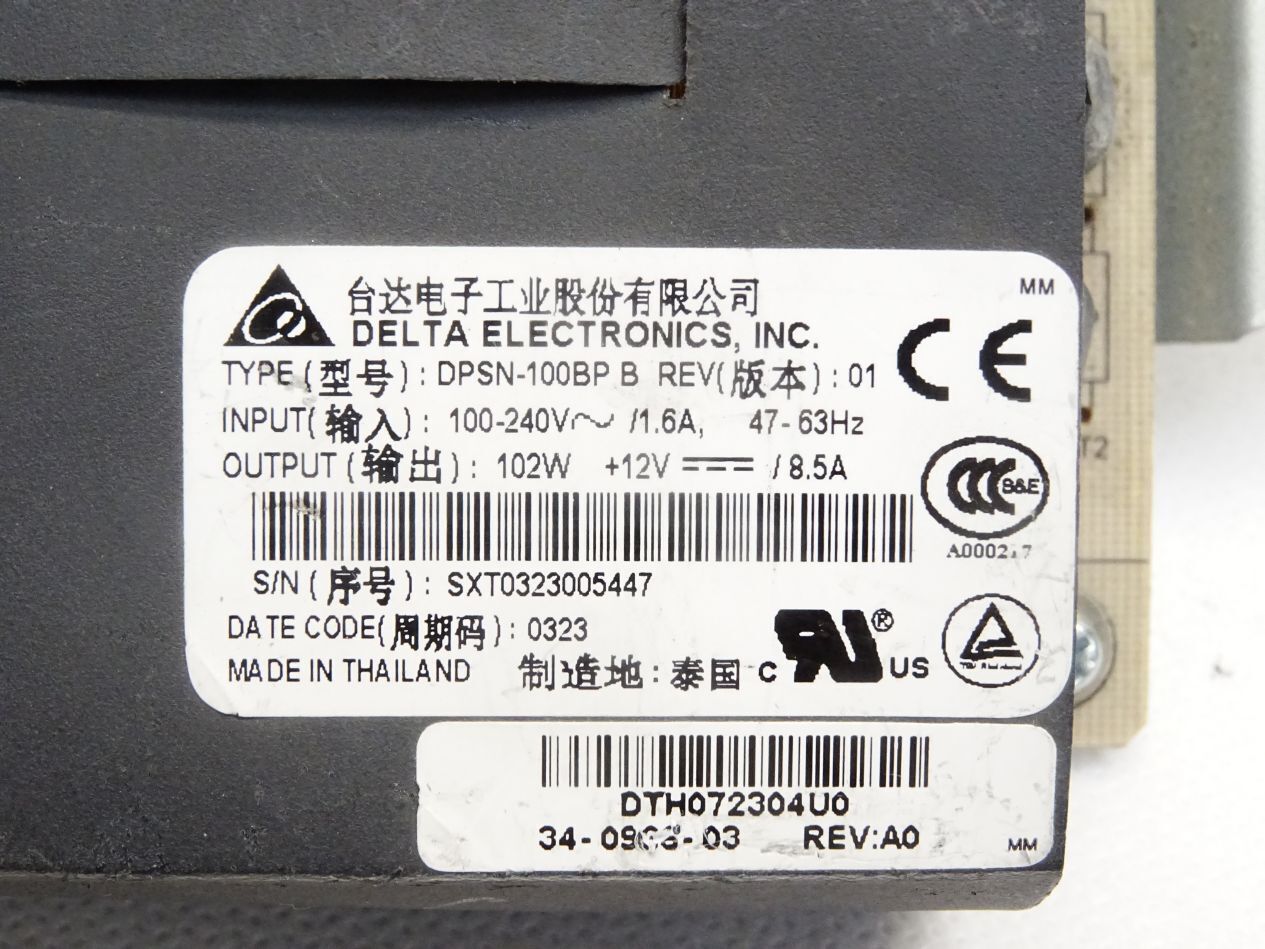 台达电子工业股份有限公司
MM
DELTA ELECTRONICS, INC.
CE
TYPE (型号) : DPSN-100BP B REV(版本) : 01
INPUT( 输入) : 100-240V～ /1.6A, 47-63Hz
OUTPUT (输出) : 102W +12V /8.5A
S&E
S/N (序号) : SXT0323005447
DATE CODE(周期码) : 0323
MADE IN THAILAND 制造地 : 泰国
C US ®
T2
DTH072304U0
REV:A0
MM